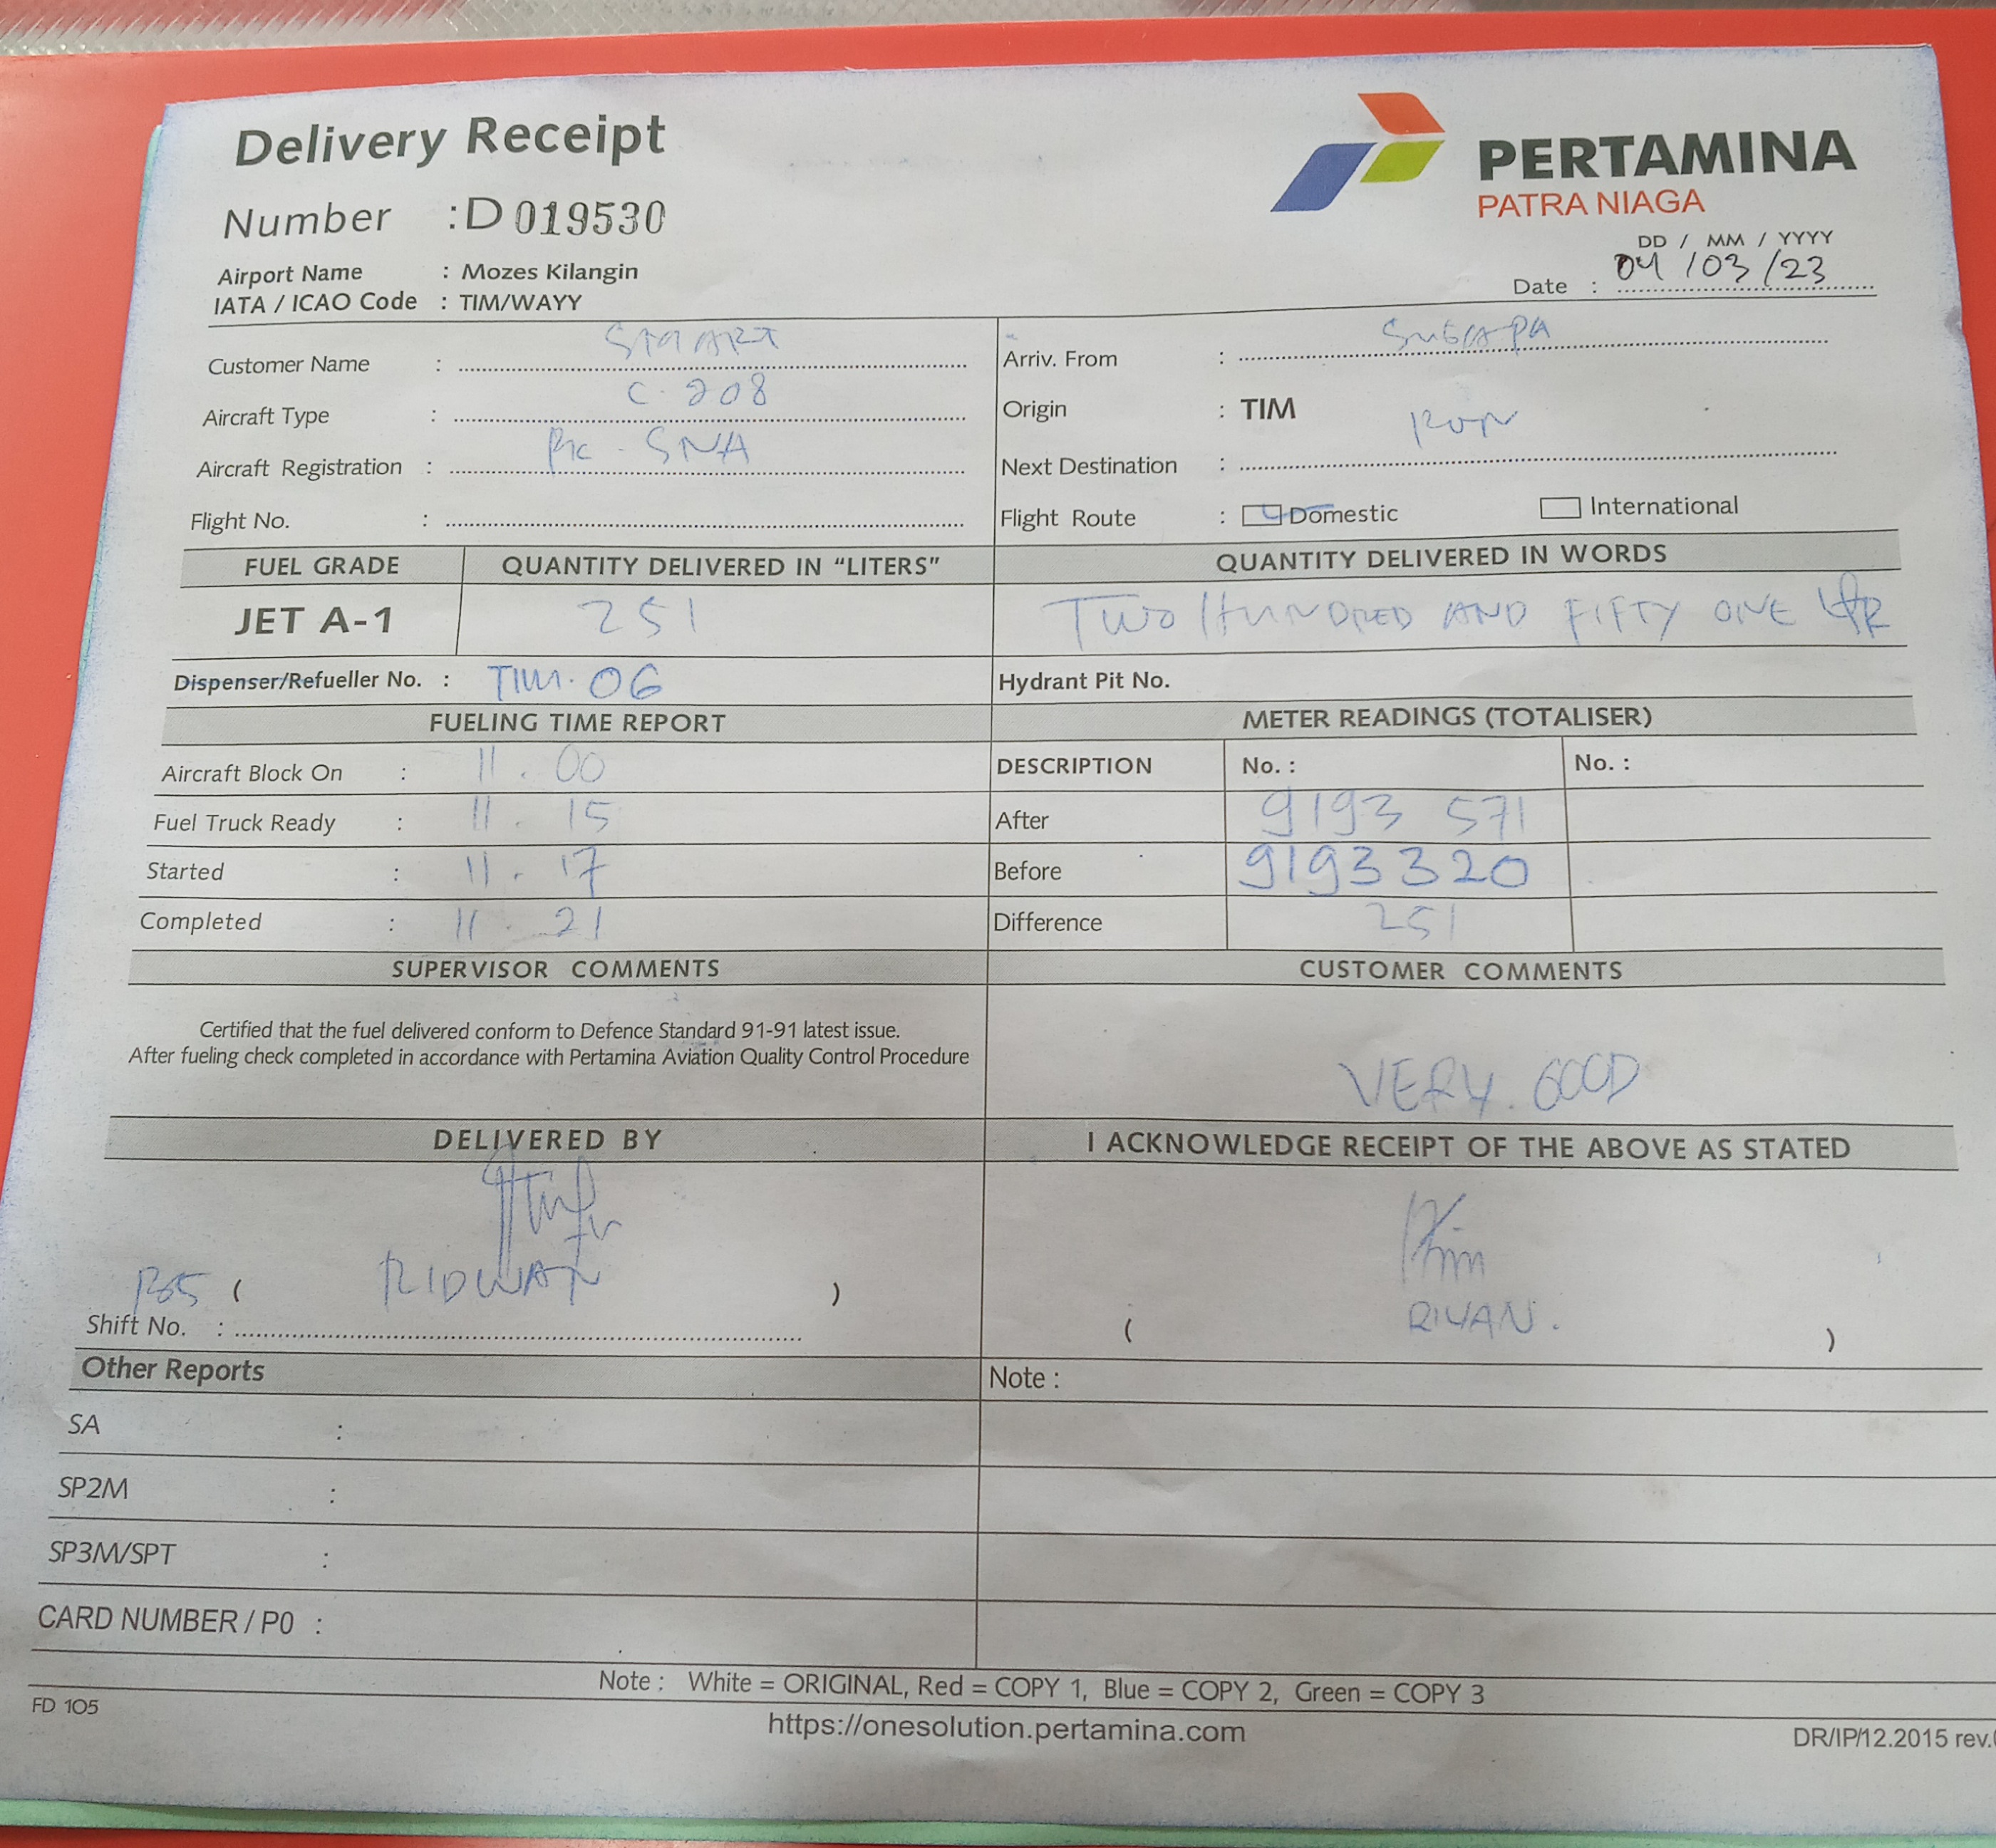 Delivery Receipt
PERTAMINA
PATRA NIAGA
Number : D 019530
DD / MM / YYYY
Date : 04 / 03 / 23
Airport Name : Mozes Kilangin
IATA / ICAO Code : TIM/WAYY
Customer Name : SMART
Arriv. From : SUGAPA
Aircraft Type : C. 208
Origin : TIM
Aircraft Registration : PK - SNA
Next Destination : RON
Flight No. :
Flight Route : Domestic International
FUEL GRADE QUANTITY DELIVERED IN “LITERS” QUANTITY DELIVERED IN WORDS
JET A-1 251 TWO HUNDRED AND FIFTY ONE LTR
Dispenser/Refueller No. : TIM. 06 Hydrant Pit No.
FUELING TIME REPORT METER READINGS (TOTALISER)
Aircraft Block On : 11. 00 DESCRIPTION No. : No. :
Fuel Truck Ready : 11. 15 After 9193 571
Started : 11. 17 Before 9193320
Completed : 11. 21 Difference 251
SUPERVISOR COMMENTS CUSTOMER COMMENTS
Certified that the fuel delivered conform to Defence Standard 91-91 latest issue.
After fueling check completed in accordance with Pertamina Aviation Quality Control Procedure
VERY. GOOD
DELIVERED BY I ACKNOWLEDGE RECEIPT OF THE ABOVE AS STATED
( RIDWAN )
Shift No. :
( RIYAN. )
Other Reports Note :
SA :
SP2M :
SP3M/SPT :
CARD NUMBER / P0 :
Note : White = ORIGINAL, Red = COPY 1, Blue = COPY 2, Green = COPY 3
FD 105
https://onesolution.pertamina.com
DR/IP/12.2015